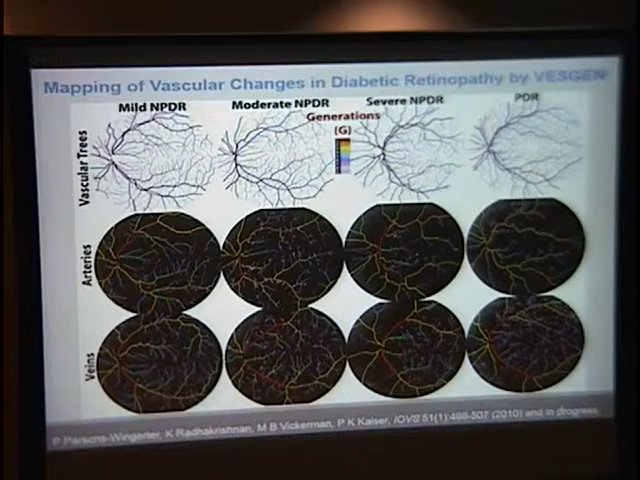 Mapping of Vascular Changes in Diabetic Retinopathy by VESGEN
Mild NPDR
Moderate NPDR
Severe NPDR
PDR
Generations
(G)
Vascular Trees
Arteries
Veins
P Parsons-Wingerter, K Radhakrishnan, M B Vickerman, P K Kaiser, IOVS 51(1):498-507 (2010) and in progress.